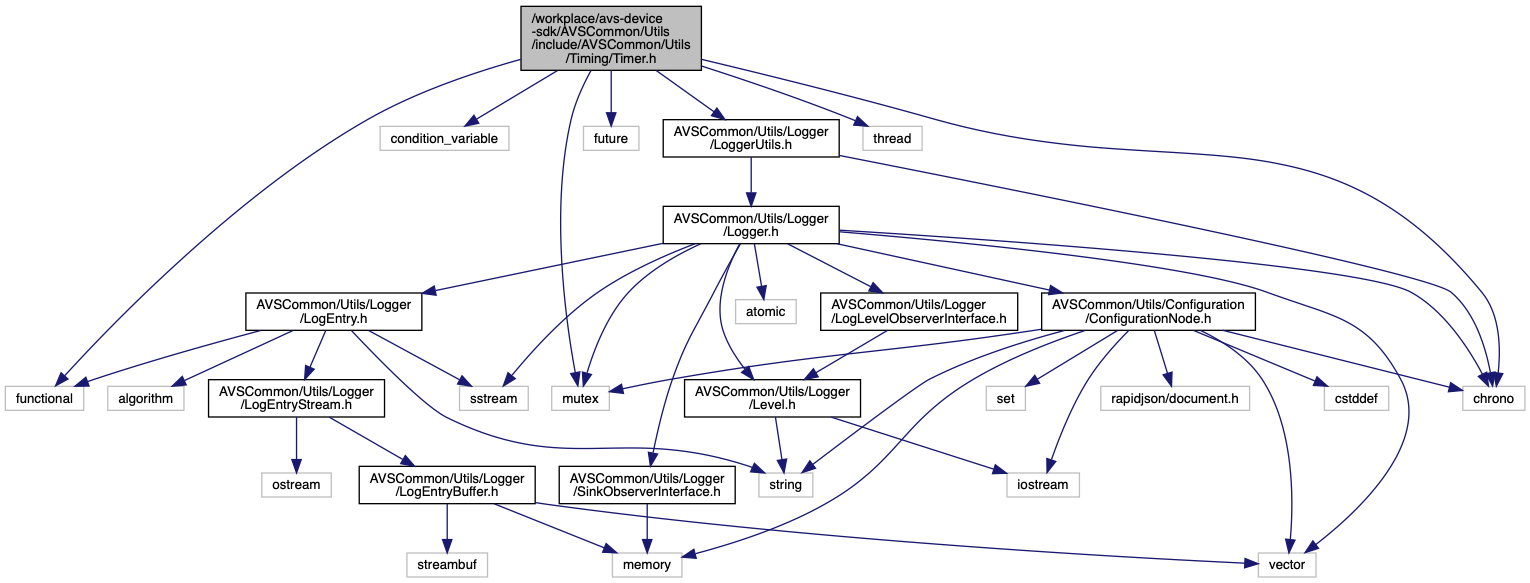 /workplace/avs-device
-sdk/AVSCommon/Utils
/include/AVSCommon/Utils
/Timing/Timer.h
condition_variable
future
AVSCommon/Utils/Logger
/LoggerUtils.h
thread
AVSCommon/Utils/Logger
/Logger.h
AVSCommon/Utils/Logger
/LogEntry.h
atomic
AVSCommon/Utils/Logger
/LogLevelObserverInterface.h
AVSCommon/Utils/Configuration
/ConfigurationNode.h
functional
algorithm
AVSCommon/Utils/Logger
/LogEntryStream.h
sstream
mutex
AVSCommon/Utils/Logger
/Level.h
set
rapidjson/document.h
cstddef
chrono
ostream
AVSCommon/Utils/Logger
/LogEntryBuffer.h
AVSCommon/Utils/Logger
/SinkObserverInterface.h
string
iostream
streambuf
memory
vector